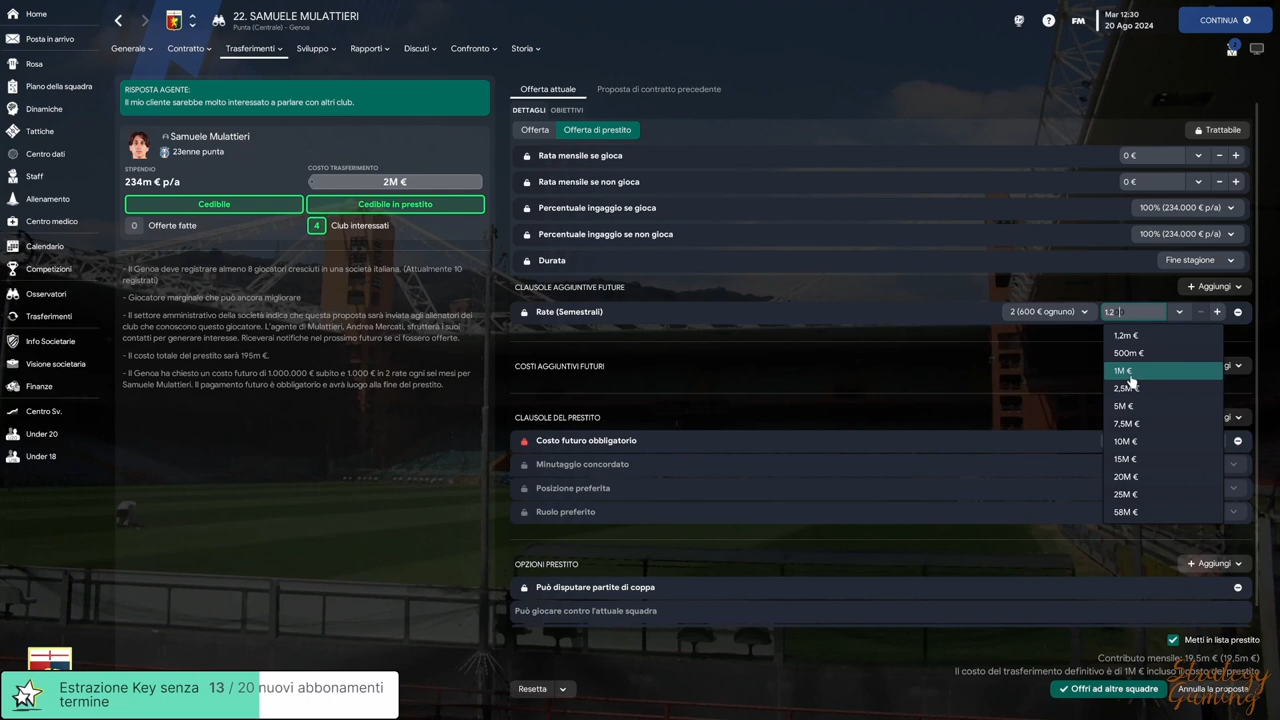 Home
22. SAMUELE MULATTIERI
Punta (Centrale) - Genoa
FM
Mar 12:30
20 Ago 2024
CONTINUA
Posta in arrivo
Rosa
Piano della squadra
Dinamiche
Tattiche
Centro dati
Staff
Allenamento
Centro medico
Calendario
Competizioni
Osservatori
Trasferimenti
Info Societarie
Visione societaria
Finanze
Centro Sv.
Under 20
Under 18
Generale
Contratto
Trasferimenti
Sviluppo
Rapporti
Discuti
Confronto
Storia
2
RISPOSTA AGENTE:
Il mio cliente sarebbe molto interessato a parlare con altri club.
Samuele Mulattieri
23enne punta
STIPENDIO
234m € p/a
COSTO TRASFERIMENTO
2M €
Cedibile
Cedibile in prestito
0 Offerte fatte
4 Club interessati
- Il Genoa deve registrare almeno 8 giocatori cresciuti in una società italiana. (Attualmente 10
registrati)
- Giocatore marginale che può ancora migliorare
- Il settore amministrativo della società indica che questa proposta sarà inviata agli allenatori dei
club che conoscono questo giocatore. L'agente di Mulattieri, Andrea Mercati, sfrutterà i suoi
contatti per generare interesse. Riceverai notifiche nel prossimo futuro se ci fossero offerte.
- Il costo totale del prestito sarà 195m €.
- Il Genoa ha chiesto un costo futuro di 1.000.000 € subito e 1.000 € in 2 rate ogni sei mesi per
Samuele Mulattieri. Il pagamento futuro è obbligatorio e avrà luogo alla fine del prestito.
Offerta attuale
Proposta di contratto precedente
DETTAGLI
OBIETTIVI
Offerta
Offerta di prestito
Trattabile
Rata mensile se gioca
0 €
Rata mensile se non gioca
0 €
Percentuale ingaggio se gioca
100% (234.000 € p/a)
Percentuale ingaggio se non gioca
100% (234.000 € p/a)
Durata
Fine stagione
CLAUSOLE AGGIUNTIVE FUTURE
Aggiungi
Rate (Semestrali)
2 (600 € ognuno)
1,2m €
500m €
1M €
2,5M €
5M €
7,5M €
10M €
15M €
20M €
25M €
58M €
COSTI AGGIUNTIVI FUTURI
CLAUSOLE DEL PRESTITO
Costo futuro obbligatorio
Minutaggio concordato
Posizione preferita
Ruolo preferito
OPZIONI PRESTITO
Aggiungi
Può disputare partite di coppa
Può giocare contro l'attuale squadra
Metti in lista prestito
Contributo mensile: 19,5m € (19,5m €)
Il costo del trasferimento definitivo è di 1M € incluso il costo del prestito
Resetta
Offri ad altre squadre
Annulla la proposta
Estrazione Key senza
termine
13 / 20 nuovi abbonamenti